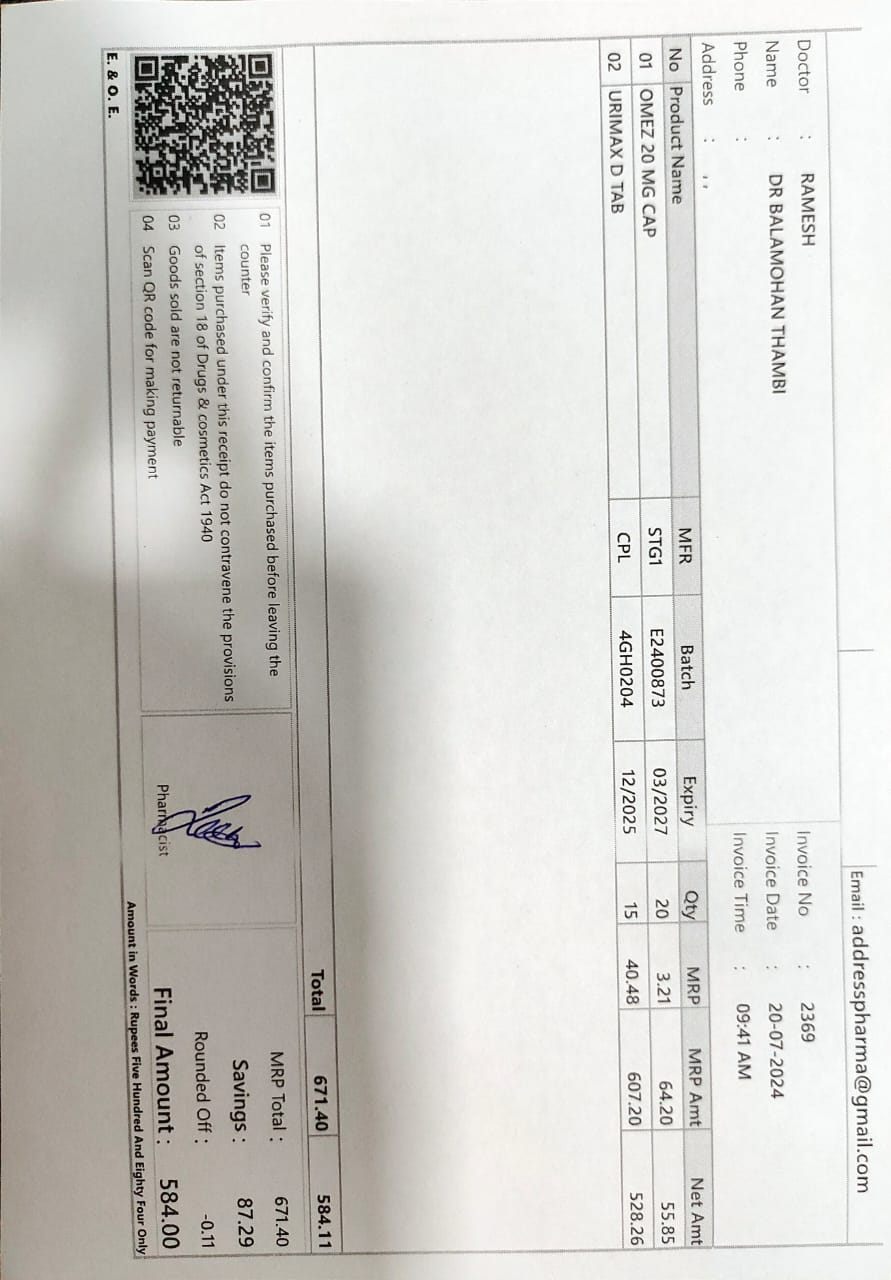 Email : addresspharma@gmail.com
Doctor : RAMESH
Name : DR BALAMOHAN THAMBI
Phone :
Address : , ,
Invoice No : 2369
Invoice Date : 20-07-2024
Invoice Time : 09:41 AM
No Product Name MFR Batch Expiry Qty MRP MRP Amt Net Amt
01 OMEZ 20 MG CAP STG1 E2400873 03/2027 20 3.21 64.20 55.85
02 URIMAX D TAB CPL 4GH0204 12/2025 15 40.48 607.20 528.26
Total 671.40 584.11
01 Please verify and confirm the items purchased before leaving the
counter
02 Items purchased under this receipt do not contravene the provisions
of section 18 of Drugs & cosmetics Act 1940
03 Goods sold are not returnable
04 Scan QR code for making payment
E. & O. E.
Pharmacist
MRP Total : 671.40
Savings : 87.29
Rounded Off : -0.11
Final Amount : 584.00
Amount in Words : Rupees Five Hundred And Eighty Four Only